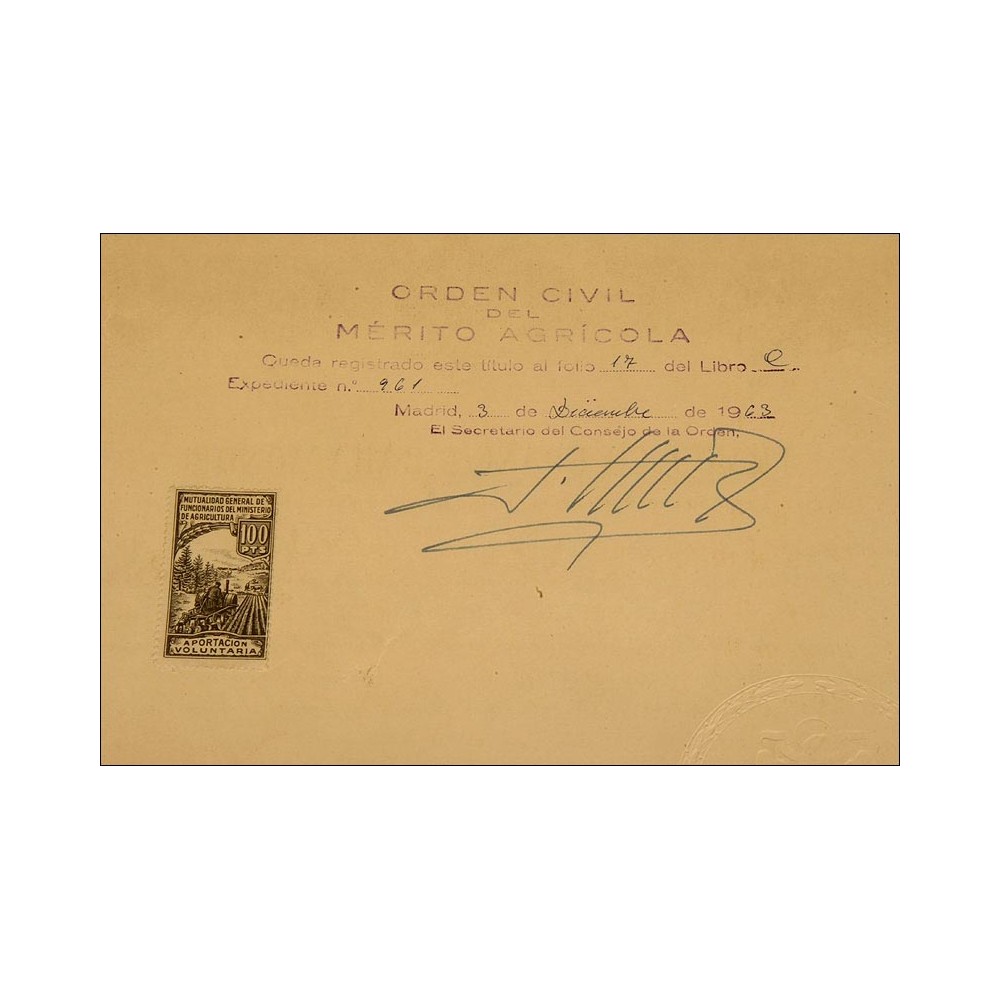 ORDEN CIVIL
DEL
MÉRITO AGRÍCOLA
Queda registrado este título al folio 17 del Libro C.
Expediente n.º 961
Madrid, 3 de Diciembre de 1963
El Secretario del Consejo de la Orden,
MUTUALIDAD GENERAL DE
FUNCIONARIOS DEL MINISTERIO
DE AGRICULTURA
100
PTS
APORTACION
VOLUNTARIA